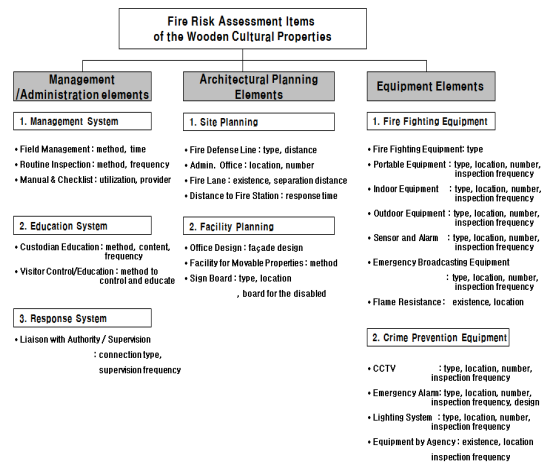 Fire Risk Assessment Items
of the Wooden Cultural Properties
Management
/Administration elements
1. Management System
• Field Management : method, time
• Routine Inspection : method, frequency
• Manual & Checklist : utilization, provider
2. Education System
• Custodian Education : method, content,
frequency
• Visitor Control/Education : method to
control and educate
3. Response System
• Liaison with Authority / Supervision
: connection type,
supervision frequency
Architectural Planning
Elements
1. Site Planning
• Fire Defense Line : type, distance
• Admin. Office : location, number
• Fire Lane : existence, separation distance
• Distance to Fire Station : response time
2. Facility Planning
• Office Design : façade design
• Facility for Movable Properties : method
• Sign Board : type, location
, board for the disabled
Equipment Elements
1. Fire Fighting Equipment
• Fire Fighting Equipment: type
• Portable Equipment : type, location, number,
inspection frequency
• Indoor Equipment : type, location, number,
inspection frequency
• Outdoor Equipment : type, location, number,
inspection frequency
• Sensor and Alarm : type, location, number,
inspection frequency
• Emergency Broadcasting Equipment
: type, location, number,
inspection frequency
• Flame Resistance : existence, location
2. Crime Prevention Equipment
• CCTV : type, location, number,
inspection frequency
• Emergency Alarm: type, location, number,
inspection frequency, design
• Lighting System : type, location, number,
inspection frequency
• Equipment by Agency : existence, location
inspection frequency